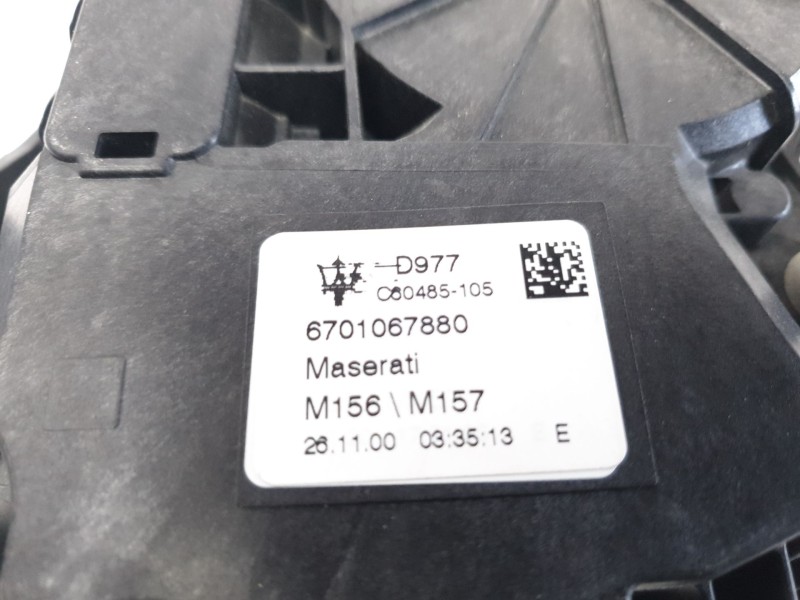 D977
C60485-105
6701067880
Maserati
M156 \ M157
26.11.00 03:35:13 E